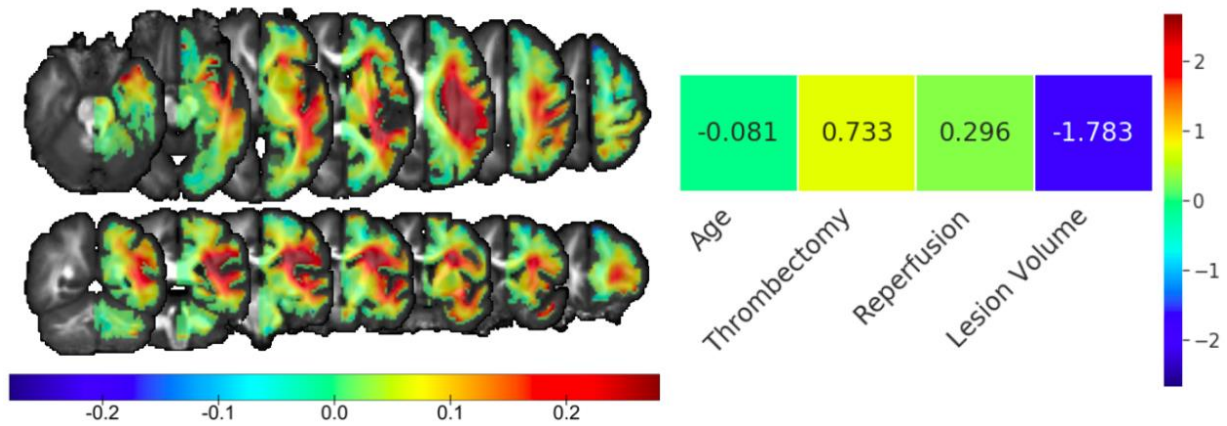 -0.2 -0.1 0.0 0.1 0.2
-0.081 0.733 0.296 -1.783
Age
Thrombectomy
Reperfusion
Lesion Volume
2
1
0
−1
−2